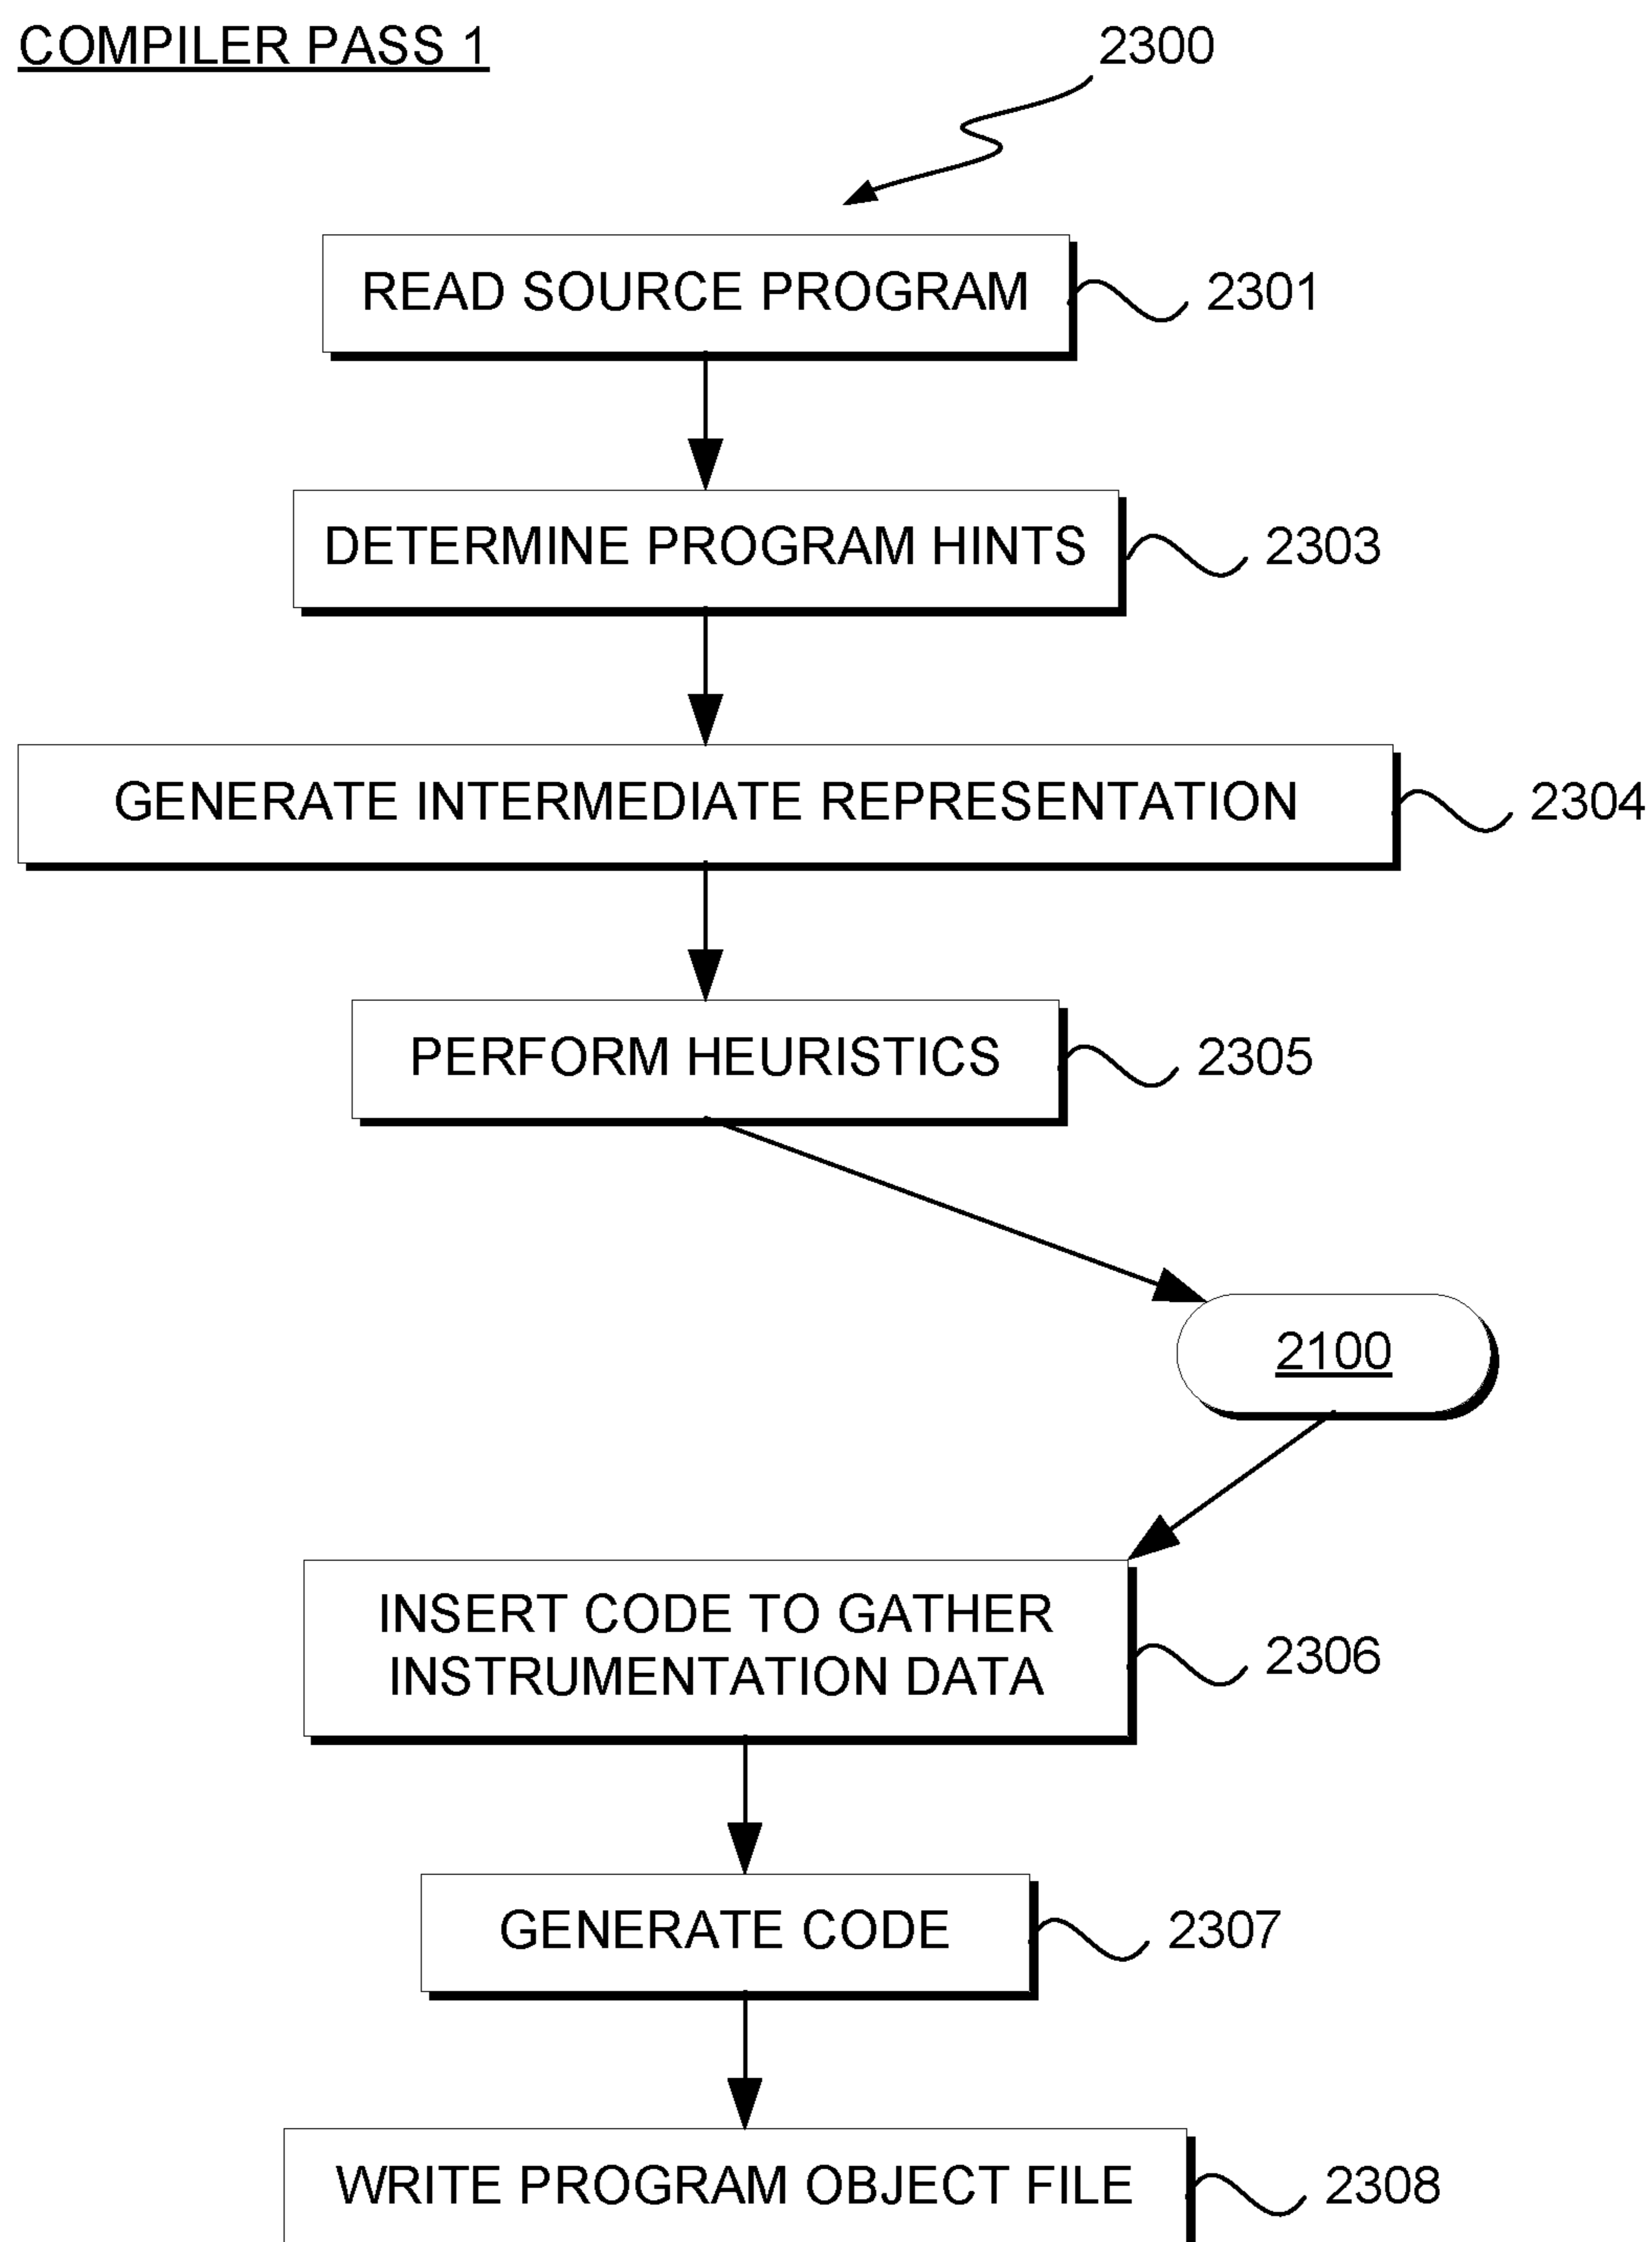 COMPILER PASS 1
2300
READ SOURCE PROGRAM
2301
DETERMINE PROGRAM HINTS
2303
GENERATE INTERMEDIATE REPRESENTATION
2304
PERFORM HEURISTICS
2305
2100
INSERT CODE TO GATHER
INSTRUMENTATION DATA
2306
GENERATE CODE
2307
WRITE PROGRAM OBJECT FILE
2308